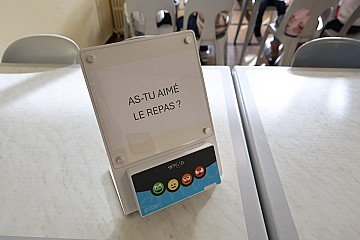 AS-TU AIMÉ
LE REPAS ?